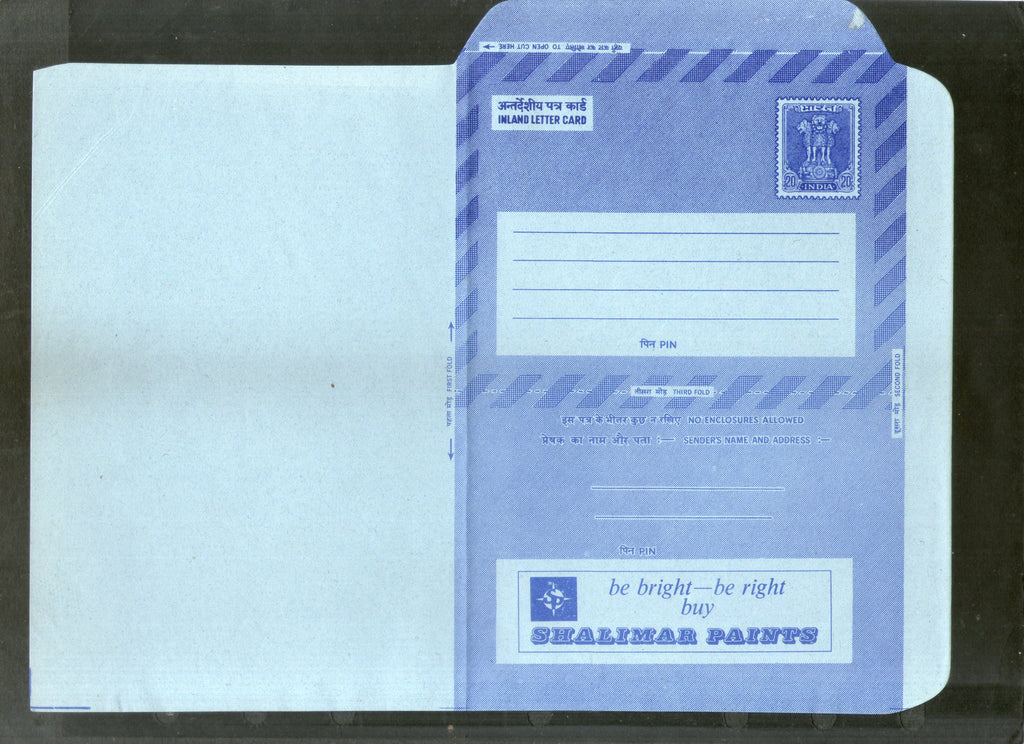 यहाँ काट कर खोलिए TO OPEN CUT HERE
अन्तर्देशीय पत्र कार्ड
INLAND LETTER CARD
भारत
20 20
INDIA
पिन PIN
पहला मोड़ FIRST FOLD
दूसरा मोड़ SECOND FOLD
तीसरा मोड़ THIRD FOLD
इस पत्र के भीतर कुछ न रखिए NO ENCLOSURES ALLOWED
प्रेषक का नाम और पता :— SENDER'S NAME AND ADDRESS :—
पिन PIN
be bright—be right
buy
SHALIMAR PAINTS